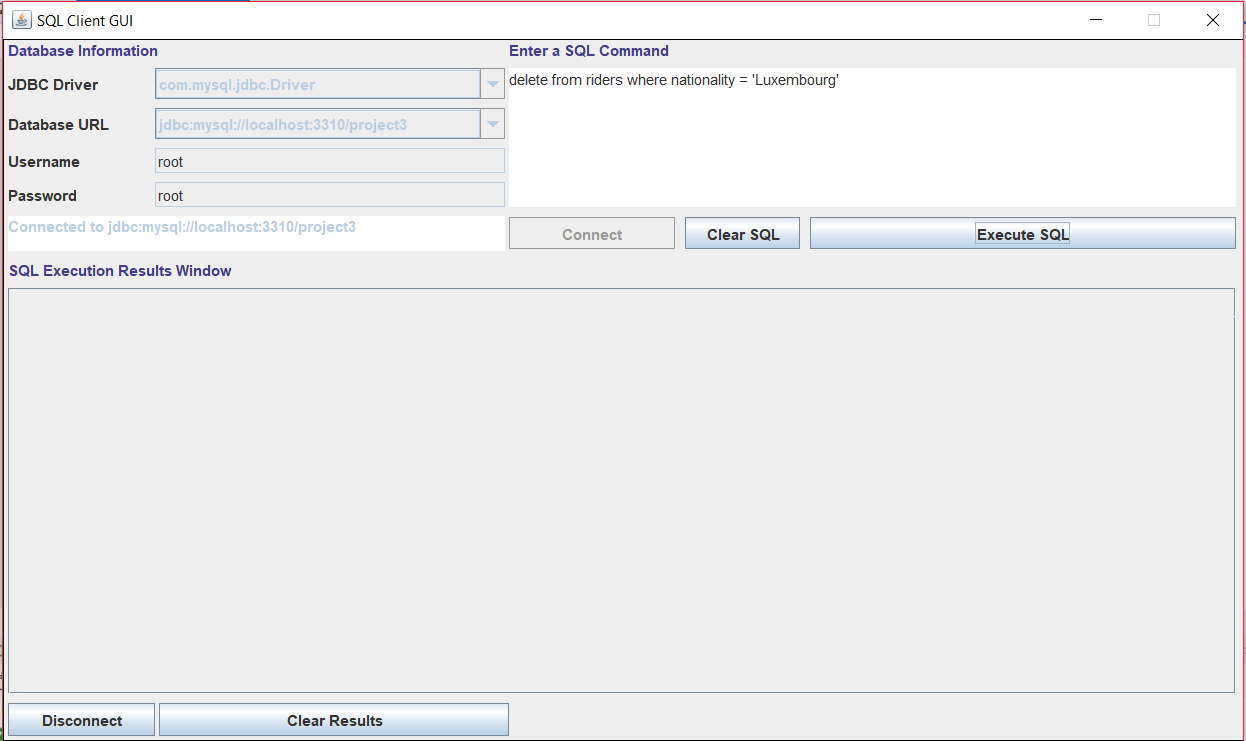 SQL Client GUI
Database Information
JDBC Driver
com.mysql.jdbc.Driver
Database URL
jdbc:mysql://localhost:3310/project3
Username
root
Password
root
Connected to jdbc:mysql://localhost:3310/project3
Enter a SQL Command
delete from riders where nationality = 'Luxembourg'
Connect
Clear SQL
Execute SQL
SQL Execution Results Window
Disconnect
Clear Results